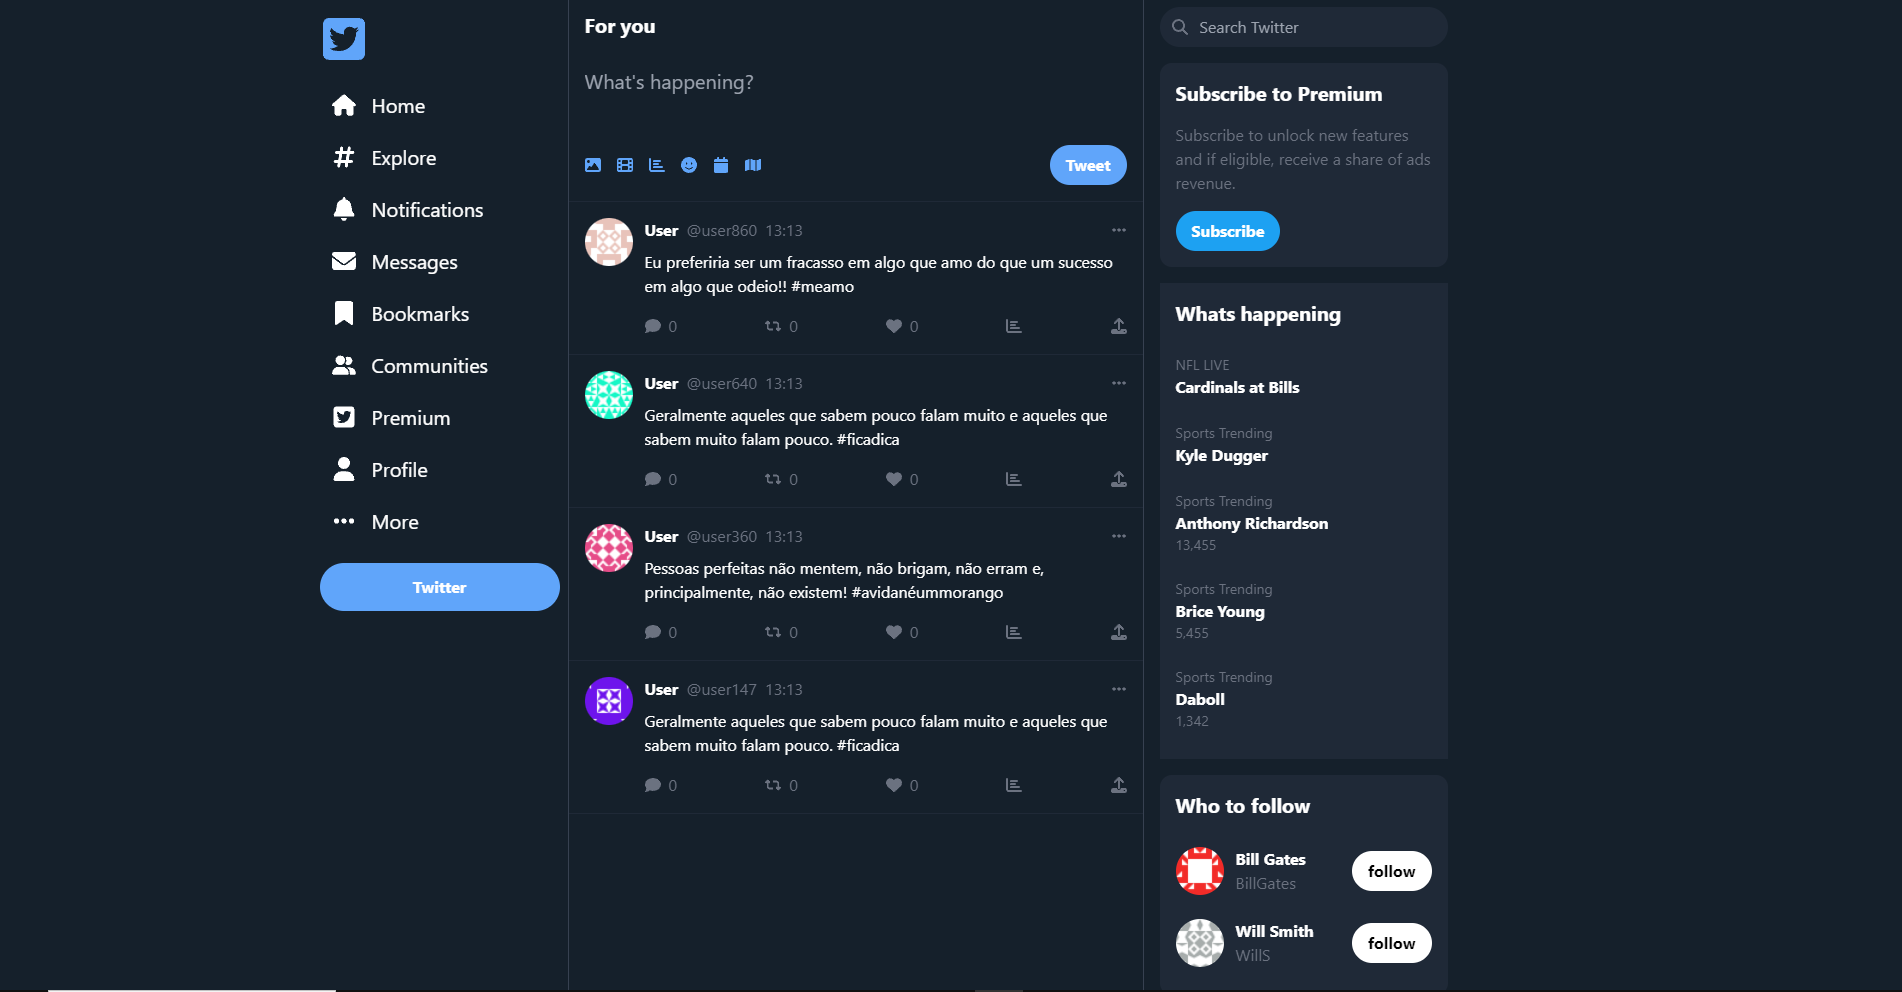 Home
Explore
Notifications
Messages
Bookmarks
Communities
Premium
Profile
More
Twitter
For you
What's happening?
Tweet
User @user860 13:13
Eu preferiria ser um fracasso em algo que amo do que um sucesso
em algo que odeio!! #meamo
0 0 0
User @user640 13:13
Geralmente aqueles que sabem pouco falam muito e aqueles que
sabem muito falam pouco. #ficadica
0 0 0
User @user360 13:13
Pessoas perfeitas não mentem, não brigam, não erram e,
principalmente, não existem! #avidanéummorango
0 0 0
User @user147 13:13
Geralmente aqueles que sabem pouco falam muito e aqueles que
sabem muito falam pouco. #ficadica
0 0 0
Search Twitter
Subscribe to Premium
Subscribe to unlock new features
and if eligible, receive a share of ads
revenue.
Subscribe
Whats happening
NFL LIVE
Cardinals at Bills
Sports Trending
Kyle Dugger
Sports Trending
Anthony Richardson
13,455
Sports Trending
Brice Young
5,455
Sports Trending
Daboll
1,342
Who to follow
Bill Gates
BillGates
follow
Will Smith
WillS
follow